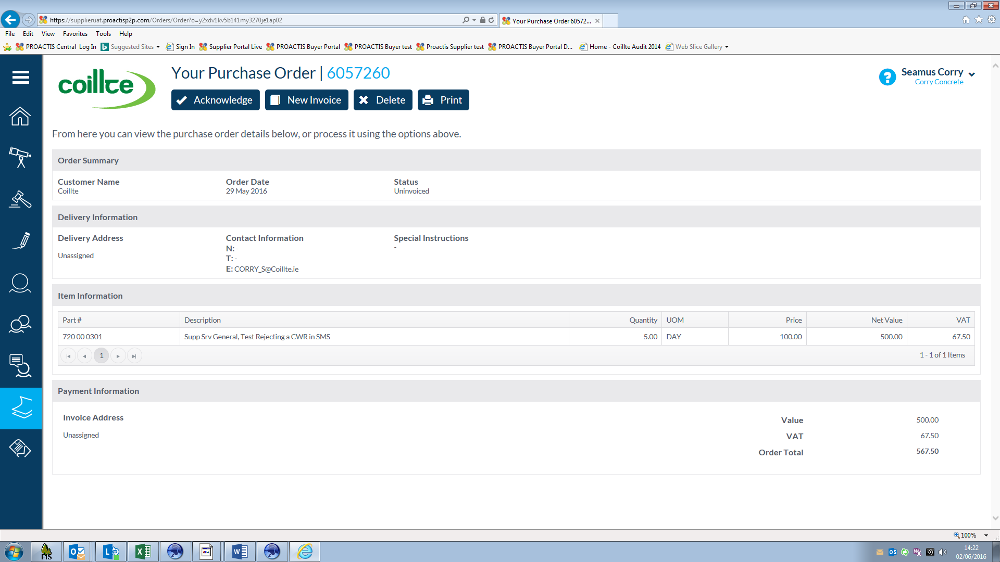 https://supplieruat.proactisp2p.com/Orders/Order?o=y2xdv1kv5b141my3270je1ap02
Your Purchase Order 60572...
File Edit View Favorites Tools Help
PROACTIS Central Log In Suggested Sites Sign In Supplier Portal Live PROACTIS Buyer Portal PROACTIS Buyer test Proactis Supplier test PROACTIS Buyer Portal D... Home - Coillte Audit 2014 Web Slice Gallery
coillte
Your Purchase Order | 6057260
? Seamus Corry
Corry Concrete
Acknowledge New Invoice Delete Print
From here you can view the purchase order details below, or process it using the options above.
Order Summary
Customer Name Order Date Status
Coillte 29 May 2016 Uninvoiced
Delivery Information
Delivery Address Contact Information Special Instructions
N: - -
Unassigned T: -
E: CORRY_S@Coillte.ie
Item Information
Part # Description Quantity UOM Price Net Value VAT
720 00 0301 Supp Srv General, Test Rejecting a CWR in SMS 5.00 DAY 100.00 500.00 67.50
1 1 - 1 of 1 Items
Payment Information
Invoice Address
Unassigned
Value 500.00
VAT 67.50
Order Total 567.50
100%
FIS
14:22
02/06/2016